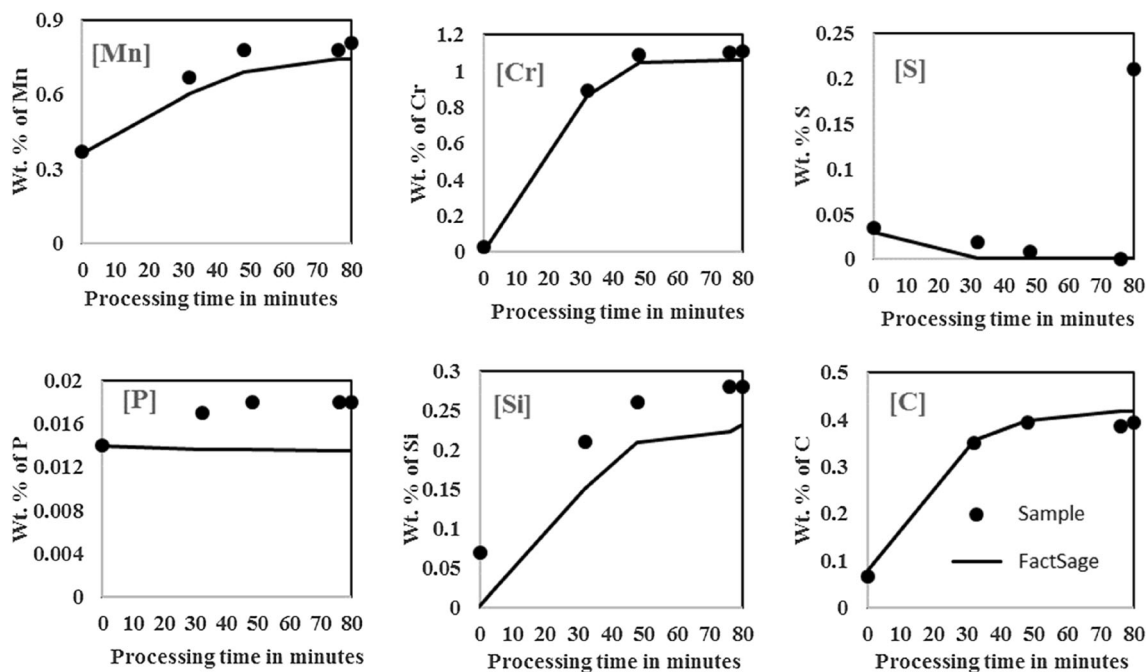 [Mn]
Wt. % of Mn
0.9
0.6
0.3
0
0 10 20 30 40 50 60 70 80
Processing time in minutes
[Cr]
Wt. % of Cr
1.2
1
0.8
0.6
0.4
0.2
0
0 10 20 30 40 50 60 70 80
Processing time in minutes
[S]
Wt. % S
0.25
0.2
0.15
0.1
0.05
0
0 10 20 30 40 50 60 70 80
Processing time in minutes
[P]
Wt. % of P
0.02
0.016
0.012
0.008
0.004
0
0 10 20 30 40 50 60 70 80
Processing time in minutes
[Si]
Wt. % of Si
0.3
0.25
0.2
0.15
0.1
0.05
0
0 10 20 30 40 50 60 70 80
Processing time in minutes
[C]
Wt. % of C
0.5
0.4
0.3
0.2
0.1
0
0 10 20 30 40 50 60 70 80
Processing time in minutes
Sample
FactSage